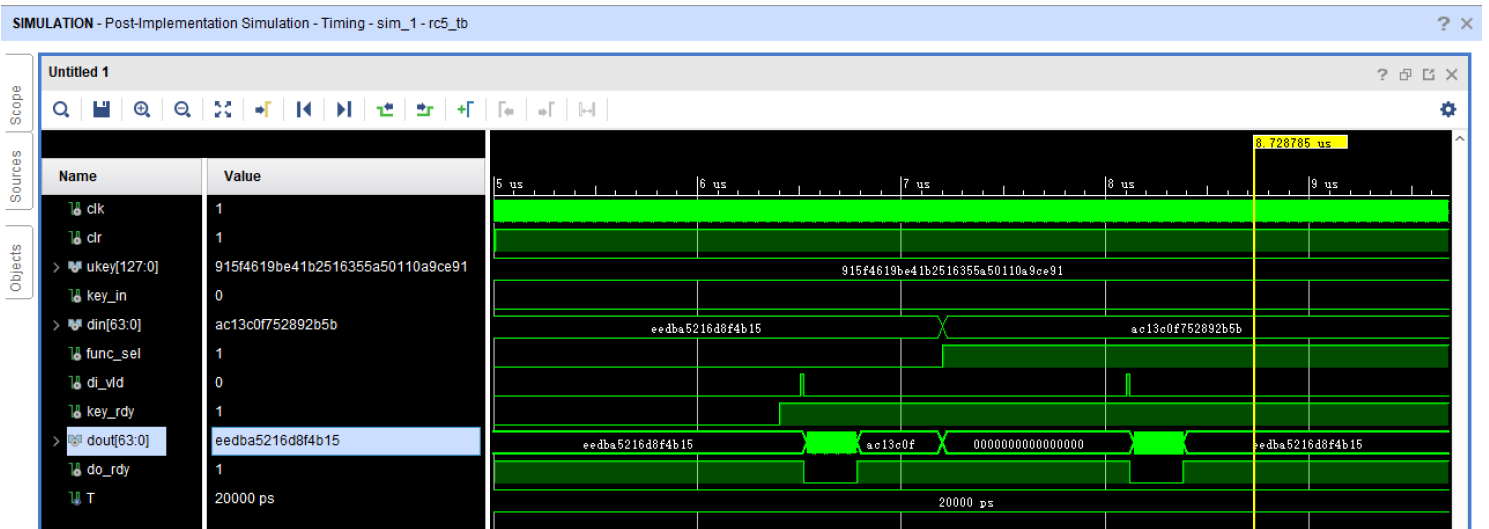 SIMULATION - Post-Implementation Simulation - Timing - sim_1 - rc5_tb
Untitled 1
Scope
Sources
Objects
8.728785 us
Name Value
5 us 6 us 7 us 8 us 9 us
clk 1
clr 1
ukey[127:0] 915f4619be41b2516355a50110a9ce91 915f4619be41b2516355a50110a9ce91
key_in 0
din[63:0] ac13c0f752892b5b eedba5216d8f4b15 ac13c0f752892b5b
func_sel 1
di_vld 0
key_rdy 1
dout[63:0] eedba5216d8f4b15 eedba5216d8f4b15 ac13c0f 0000000000000000 eedba5216d8f4b15
do_rdy 1
T 20000 ps 20000 ps